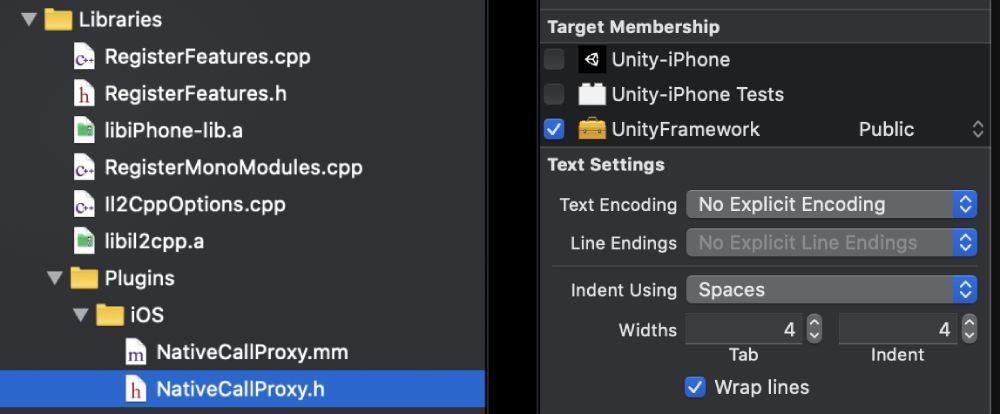 Libraries
RegisterFeatures.cpp
RegisterFeatures.h
libiPhone-lib.a
RegisterMonoModules.cpp
Il2CppOptions.cpp
libil2cpp.a
Plugins
iOS
NativeCallProxy.mm
NativeCallProxy.h
Target Membership
Unity-iPhone
Unity-iPhone Tests
UnityFramework Public
Text Settings
Text Encoding No Explicit Encoding
Line Endings No Explicit Line Endings
Indent Using Spaces
Widths 4 4
Tab Indent
Wrap lines